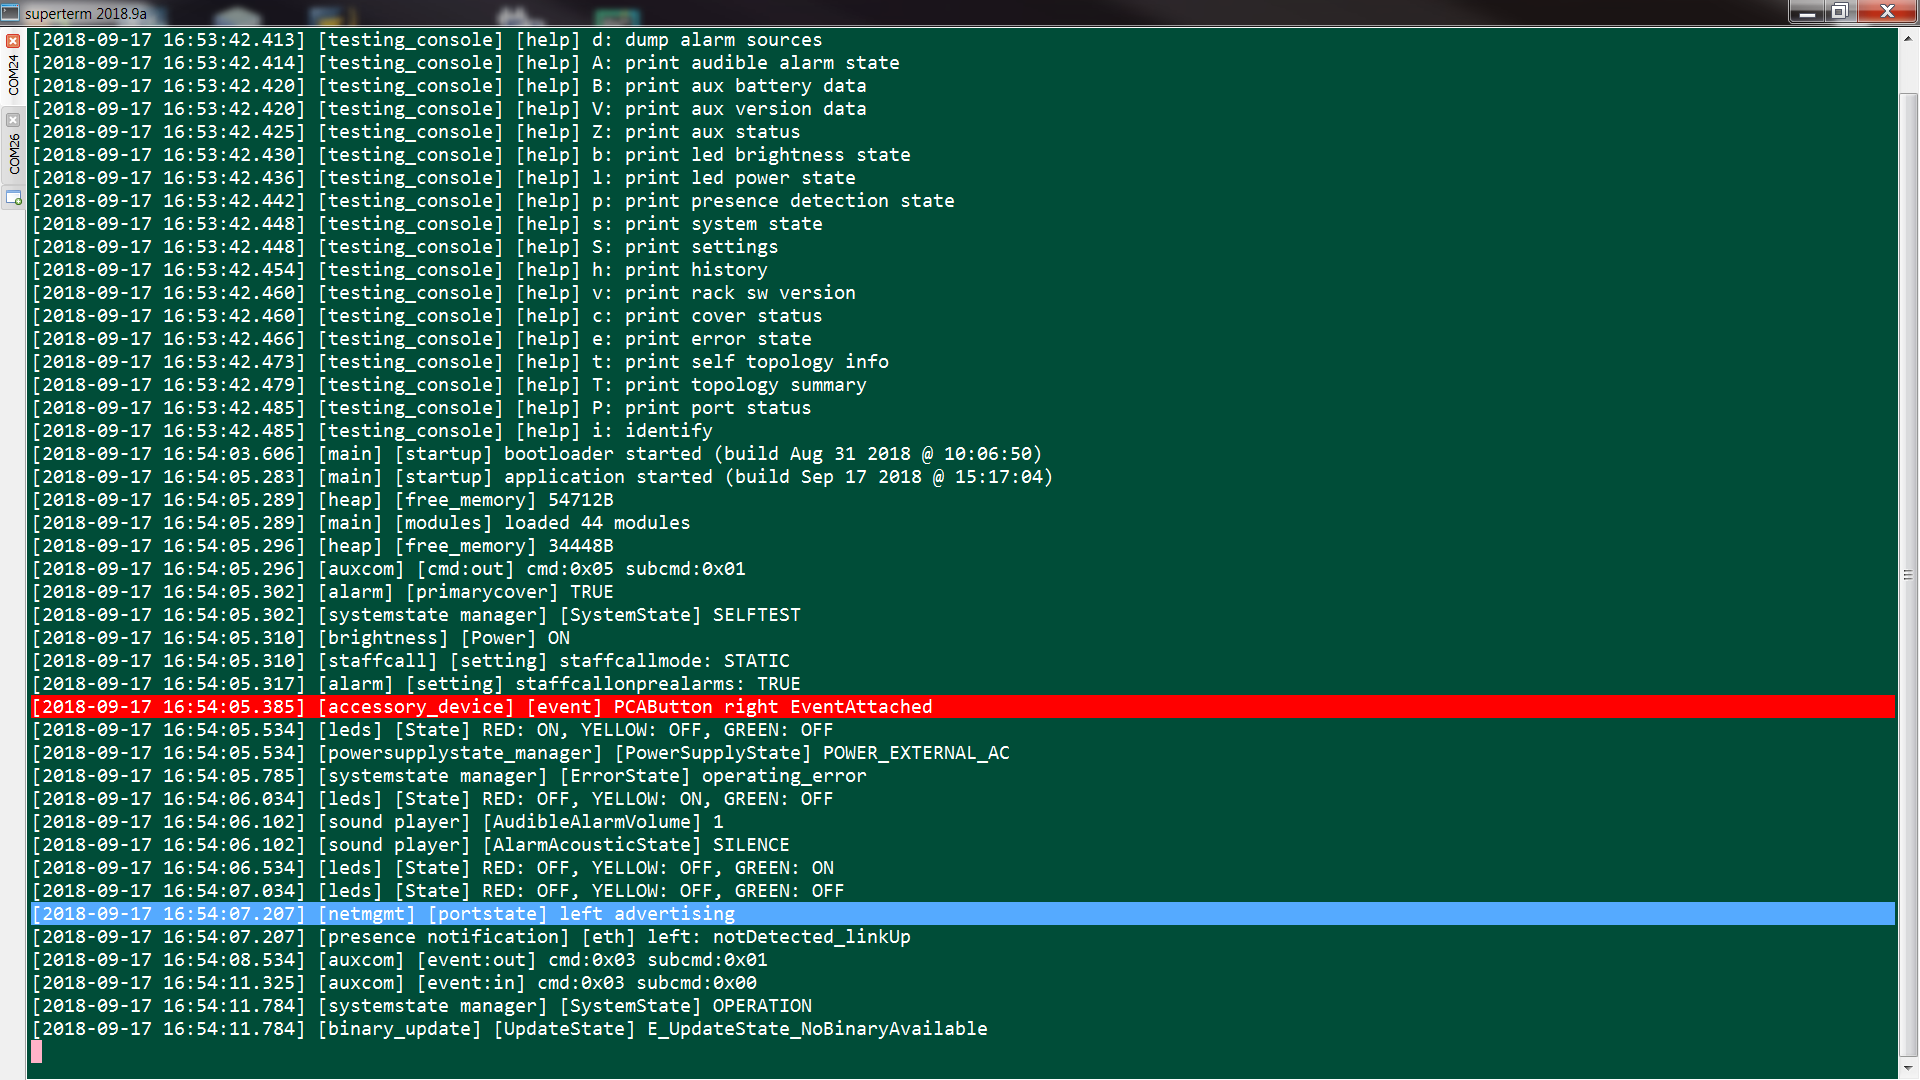 superterm 2018.9a
COM24
COM26
[2018-09-17 16:53:42.413] [testing_console] [help] d: dump alarm sources
[2018-09-17 16:53:42.414] [testing_console] [help] A: print audible alarm state
[2018-09-17 16:53:42.420] [testing_console] [help] B: print aux battery data
[2018-09-17 16:53:42.420] [testing_console] [help] V: print aux version data
[2018-09-17 16:53:42.425] [testing_console] [help] Z: print aux status
[2018-09-17 16:53:42.430] [testing_console] [help] b: print led brightness state
[2018-09-17 16:53:42.436] [testing_console] [help] l: print led power state
[2018-09-17 16:53:42.442] [testing_console] [help] p: print presence detection state
[2018-09-17 16:53:42.448] [testing_console] [help] s: print system state
[2018-09-17 16:53:42.448] [testing_console] [help] S: print settings
[2018-09-17 16:53:42.454] [testing_console] [help] h: print history
[2018-09-17 16:53:42.460] [testing_console] [help] v: print rack sw version
[2018-09-17 16:53:42.460] [testing_console] [help] c: print cover status
[2018-09-17 16:53:42.466] [testing_console] [help] e: print error state
[2018-09-17 16:53:42.473] [testing_console] [help] t: print self topology info
[2018-09-17 16:53:42.479] [testing_console] [help] T: print topology summary
[2018-09-17 16:53:42.485] [testing_console] [help] P: print port status
[2018-09-17 16:53:42.485] [testing_console] [help] i: identify
[2018-09-17 16:54:03.606] [main] [startup] bootloader started (build Aug 31 2018 @ 10:06:50)
[2018-09-17 16:54:05.283] [main] [startup] application started (build Sep 17 2018 @ 15:17:04)
[2018-09-17 16:54:05.289] [heap] [free_memory] 54712B
[2018-09-17 16:54:05.289] [main] [modules] loaded 44 modules
[2018-09-17 16:54:05.296] [heap] [free_memory] 34448B
[2018-09-17 16:54:05.296] [auxcom] [cmd:out] cmd:0x05 subcmd:0x01
[2018-09-17 16:54:05.302] [alarm] [primarycover] TRUE
[2018-09-17 16:54:05.302] [systemstate manager] [SystemState] SELFTEST
[2018-09-17 16:54:05.310] [brightness] [Power] ON
[2018-09-17 16:54:05.310] [staffcall] [setting] staffcallmode: STATIC
[2018-09-17 16:54:05.317] [alarm] [setting] staffcallonprealarms: TRUE
[2018-09-17 16:54:05.385] [accessory_device] [event] PCAButton right EventAttached
[2018-09-17 16:54:05.534] [leds] [State] RED: ON, YELLOW: OFF, GREEN: OFF
[2018-09-17 16:54:05.534] [powersupplystate_manager] [PowerSupplyState] POWER_EXTERNAL_AC
[2018-09-17 16:54:05.785] [systemstate manager] [ErrorState] operating_error
[2018-09-17 16:54:06.034] [leds] [State] RED: OFF, YELLOW: ON, GREEN: OFF
[2018-09-17 16:54:06.102] [sound player] [AudibleAlarmVolume] 1
[2018-09-17 16:54:06.102] [sound player] [AlarmAcousticState] SILENCE
[2018-09-17 16:54:06.534] [leds] [State] RED: OFF, YELLOW: OFF, GREEN: ON
[2018-09-17 16:54:07.034] [leds] [State] RED: OFF, YELLOW: OFF, GREEN: OFF
[2018-09-17 16:54:07.207] [netmgmt] [portstate] left advertising
[2018-09-17 16:54:07.207] [presence notification] [eth] left: notDetected_linkUp
[2018-09-17 16:54:08.534] [auxcom] [event:out] cmd:0x03 subcmd:0x01
[2018-09-17 16:54:11.325] [auxcom] [event:in] cmd:0x03 subcmd:0x00
[2018-09-17 16:54:11.784] [systemstate manager] [SystemState] OPERATION
[2018-09-17 16:54:11.784] [binary_update] [UpdateState] E_UpdateState_NoBinaryAvailable